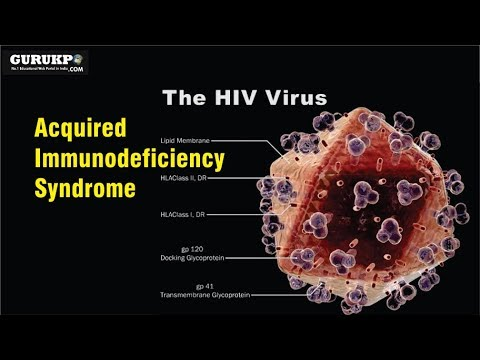 GURUKPO
No.1 Educational Web Portal in India
.COM
The HIV Virus
Acquired
Immunodeficiency
Syndrome
Lipid Membrane
HLAClass II, DR
HLAClass I, DR
gp 120
Docking Glycoprotein
gp 41
Transmembrane Glycoprotein